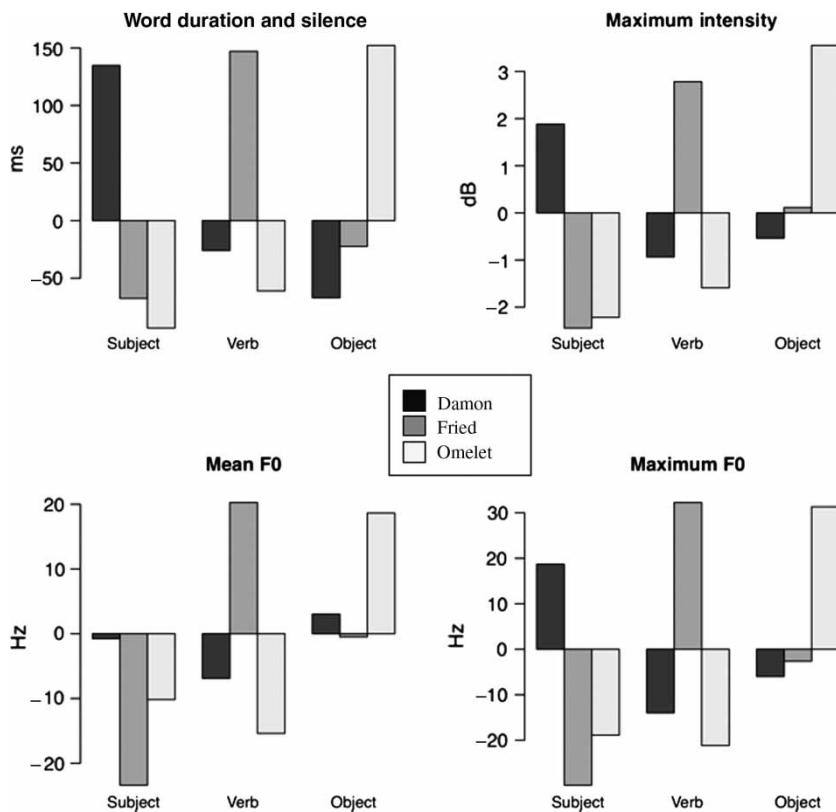 Word duration and silence
150
100
50
0
−50
ms
Subject Verb Object
Maximum intensity
3
2
1
0
−1
−2
dB
Subject Verb Object
Damon
Fried
Omelet
Mean F0
20
10
0
−10
−20
Hz
Subject Verb Object
Maximum F0
30
20
10
0
−10
−20
Hz
Subject Verb Object